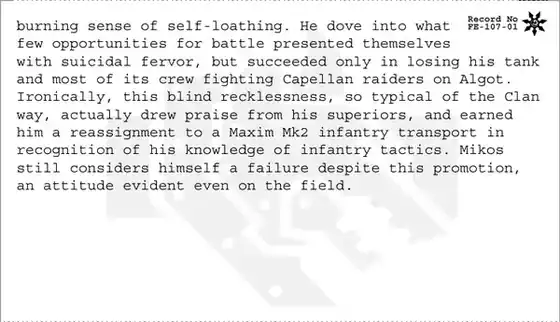 burning sense of self-loathing. He dove into what
few opportunities for battle presented themselves
with suicidal fervor, but succeeded only in losing his tank
and most of its crew fighting Capellan raiders on Algot.
Ironically, this blind recklessness, so typical of the Clan
way, actually drew praise from his superiors, and earned
him a reassignment to a Maxim Mk2 infantry transport in
recognition of his knowledge of infantry tactics. Mikos
still considers himself a failure despite this promotion,
an attitude evident even on the field.
Record No
FE-107-01